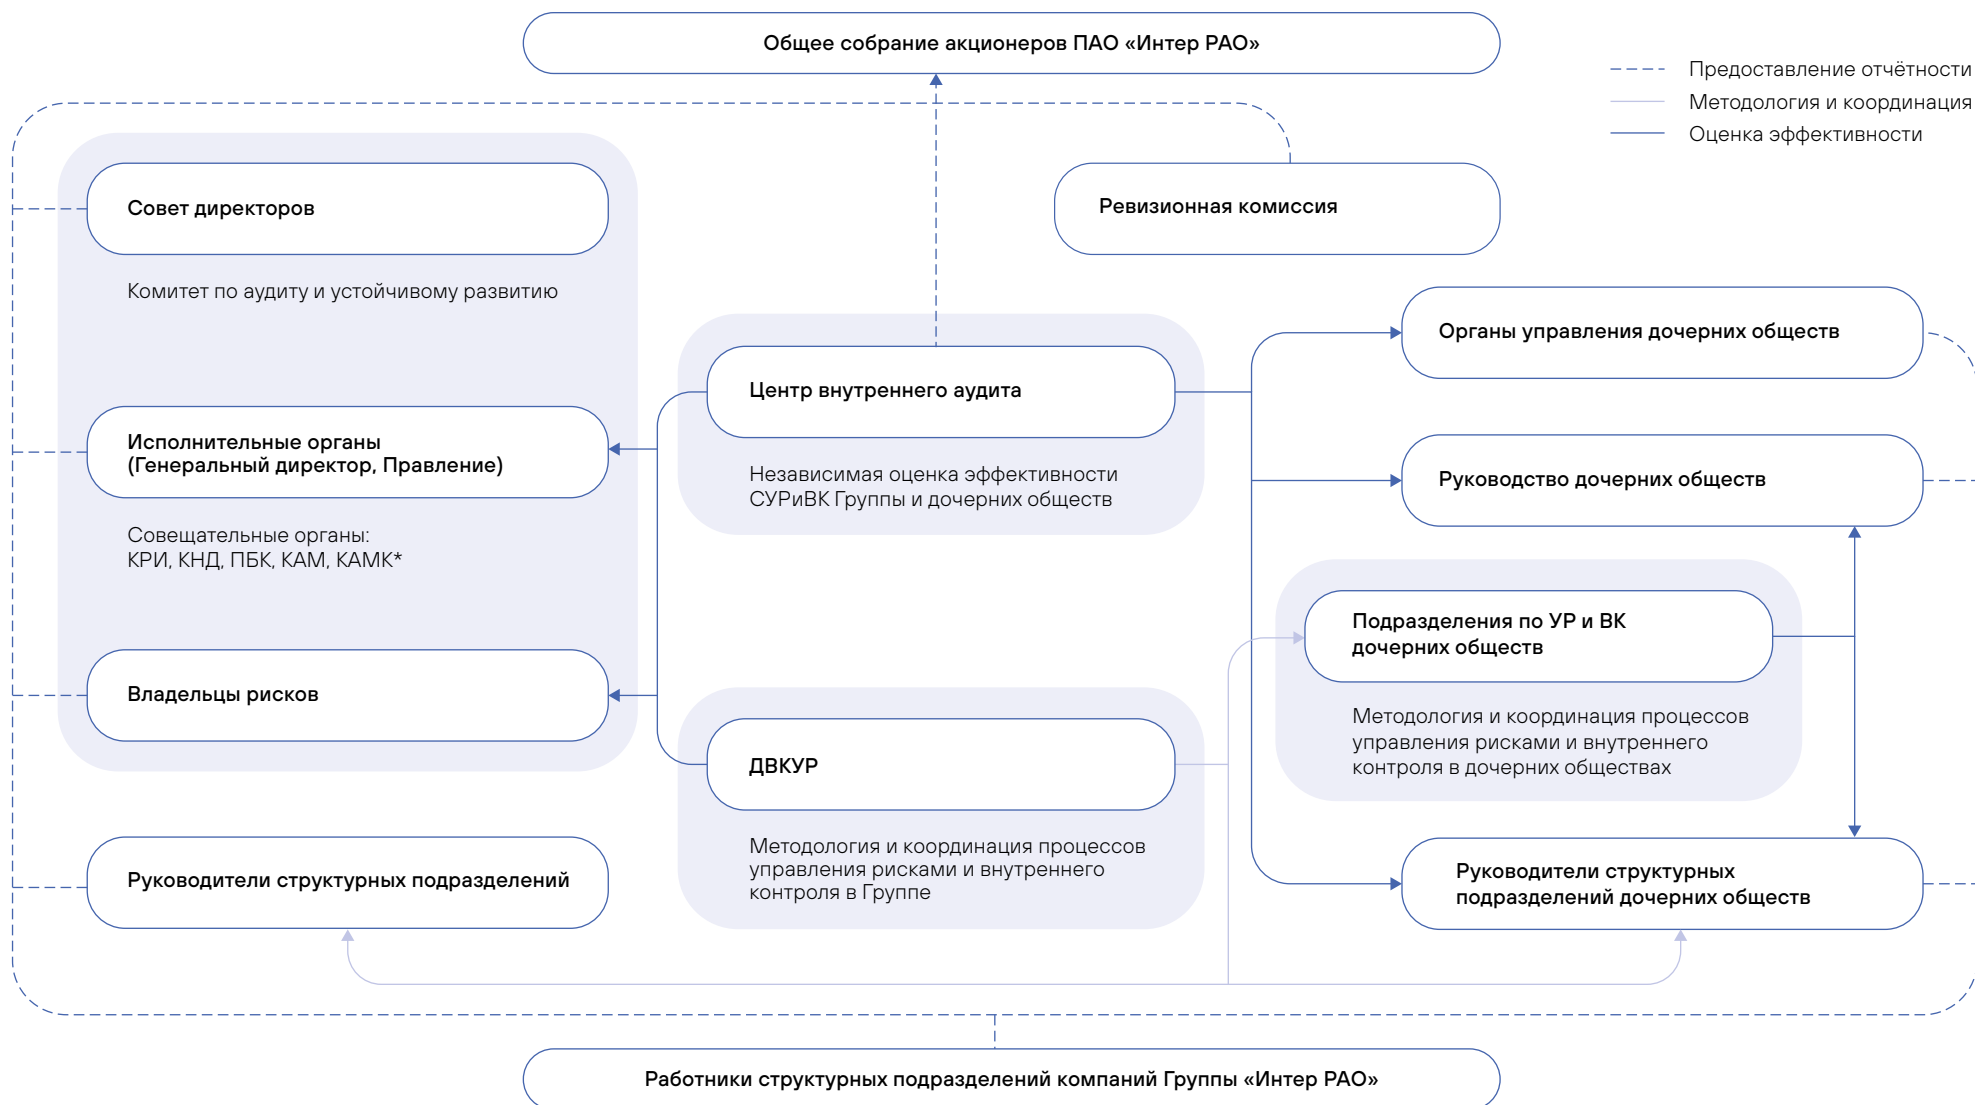 Общее собрание акционеров ПАО «Интер РАО»
Предоставление отчётности
Методология и координация
Оценка эффективности
Совет директоров
Комитет по аудиту и устойчивому развитию
Ревизионная комиссия
Исполнительные органы
(Генеральный директор, Правление)
Совещательные органы:
КРИ, КНД, ПБК, КАМ, КАМК*
Владельцы рисков
Руководители структурных подразделений
Центр внутреннего аудита
Независимая оценка эффективности
СУРиВК Группы и дочерних обществ
ДВКУР
Методология и координация процессов
управления рисками и внутреннего
контроля в Группе
Органы управления дочерних обществ
Руководство дочерних обществ
Подразделения по УР и ВК
дочерних обществ
Методология и координация процессов
управления рисками и внутреннего
контроля в дочерних обществах
Руководители структурных
подразделений дочерних обществ
Работники структурных подразделений компаний Группы «Интер РАО»